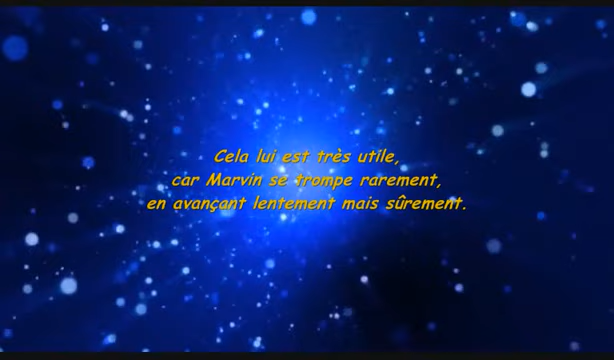 Cela lui est très utile,
car Marvin se trompe rarement,
en avançant lentement mais sûrement.